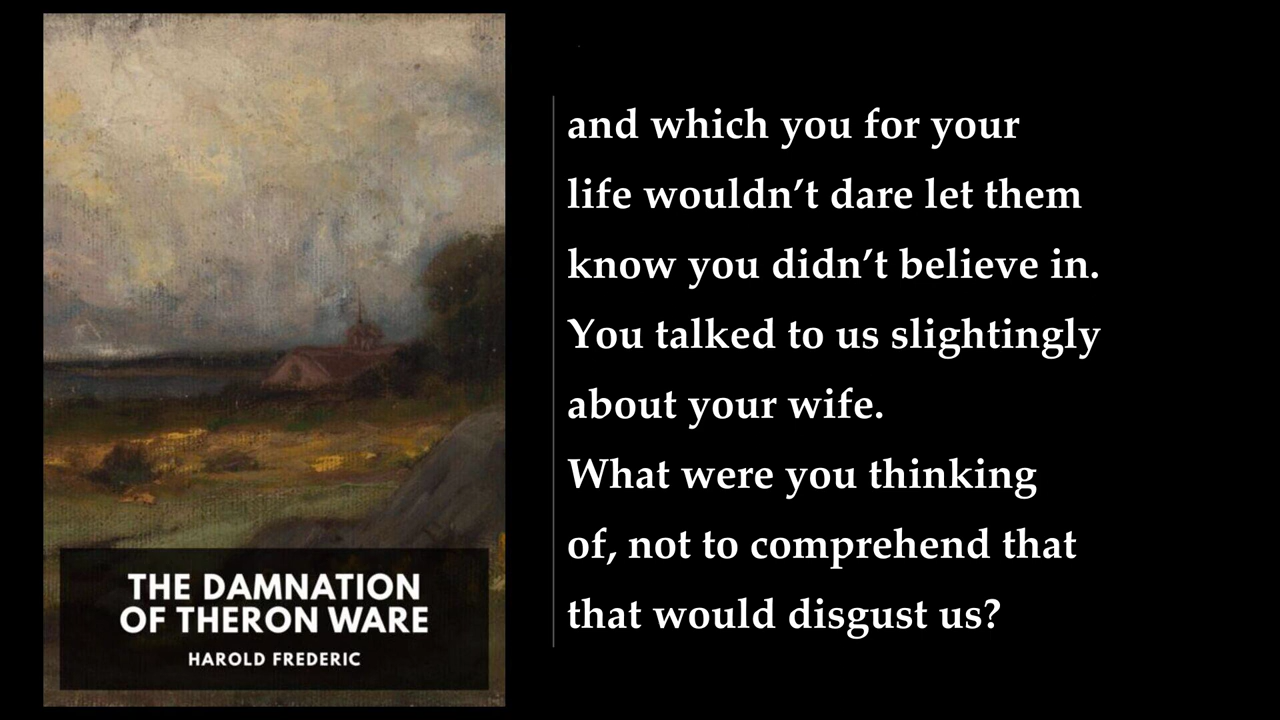 THE DAMNATION
OF THERON WARE
HAROLD FREDERIC
and which you for your
life wouldn’t dare let them
know you didn’t believe in.
You talked to us slightingly
about your wife.
What were you thinking
of, not to comprehend that
that would disgust us?